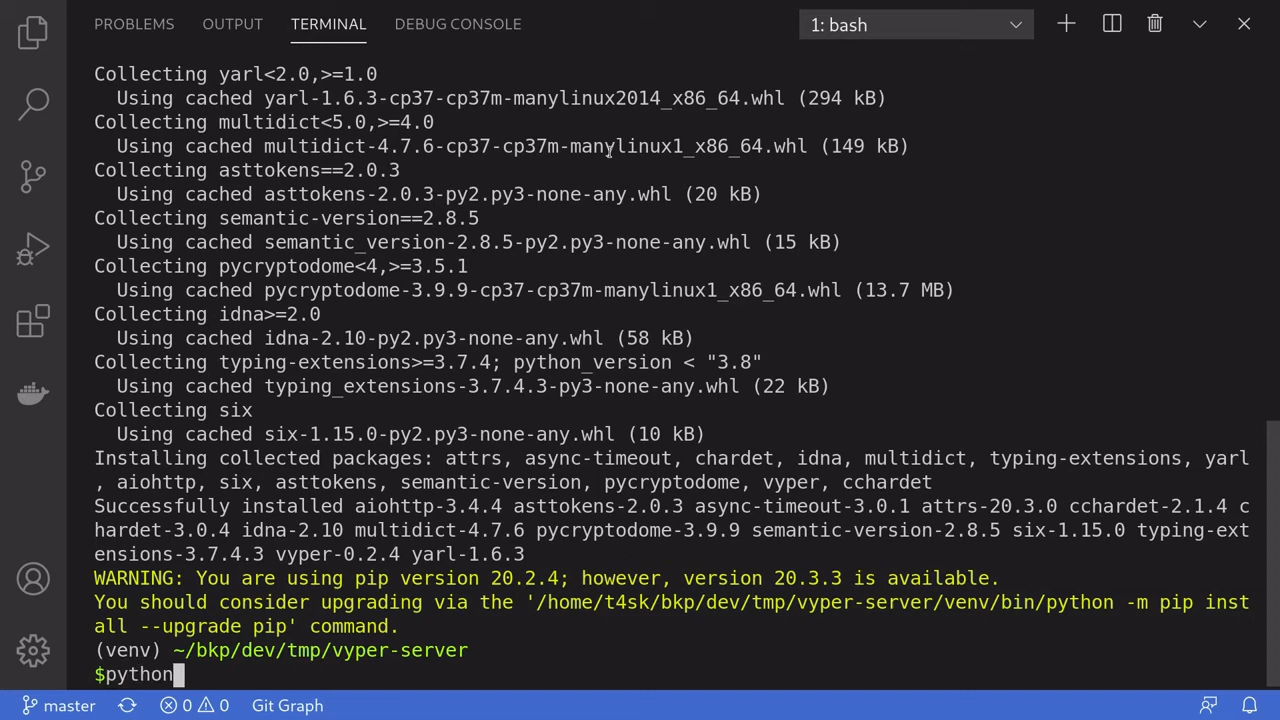 PROBLEMS OUTPUT TERMINAL DEBUG CONSOLE 1: bash
Collecting yarl<2.0,>=1.0
  Using cached yarl-1.6.3-cp37-cp37m-manylinux2014_x86_64.whl (294 kB)
Collecting multidict<5.0,>=4.0
  Using cached multidict-4.7.6-cp37-cp37m-manylinux1_x86_64.whl (149 kB)
Collecting asttokens==2.0.3
  Using cached asttokens-2.0.3-py2.py3-none-any.whl (20 kB)
Collecting semantic-version==2.8.5
  Using cached semantic_version-2.8.5-py2.py3-none-any.whl (15 kB)
Collecting pycryptodome<4,>=3.5.1
  Using cached pycryptodome-3.9.9-cp37-cp37m-manylinux1_x86_64.whl (13.7 MB)
Collecting idna>=2.0
  Using cached idna-2.10-py2.py3-none-any.whl (58 kB)
Collecting typing-extensions>=3.7.4; python_version < "3.8"
  Using cached typing_extensions-3.7.4.3-py3-none-any.whl (22 kB)
Collecting six
  Using cached six-1.15.0-py2.py3-none-any.whl (10 kB)
Installing collected packages: attrs, async-timeout, chardet, idna, multidict, typing-extensions, yarl
, aiohttp, six, asttokens, semantic-version, pycryptodome, vyper, cchardet
Successfully installed aiohttp-3.4.4 asttokens-2.0.3 async-timeout-3.0.1 attrs-20.3.0 cchardet-2.1.4 c
hardet-3.0.4 idna-2.10 multidict-4.7.6 pycryptodome-3.9.9 semantic-version-2.8.5 six-1.15.0 typing-ext
ensions-3.7.4.3 vyper-0.2.4 yarl-1.6.3
WARNING: You are using pip version 20.2.4; however, version 20.3.3 is available.
You should consider upgrading via the '/home/t4sk/bkp/dev/tmp/vyper-server/venv/bin/python -m pip inst
all --upgrade pip' command.
(venv) ~/bkp/dev/tmp/vyper-server
$python
master 0 0 Git Graph